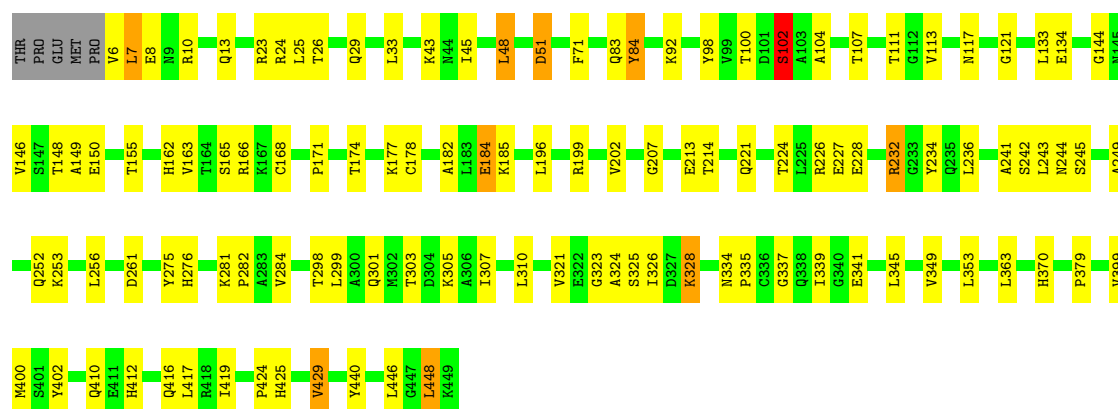 THR PRO GLU MET PRO V6 L7 E8 N9 R10 Q13 R23 R24 L25 T26 Q29 L33 K43 N44 I45 L48 D51 F71 Q83 Y84 K92 Y98 V99 T100 D101 S102 A103 A104 T107 T111 G112 V113 N117 G121 L133 E134 G144 N145
V146 S147 T148 A149 E150 T155 H162 V163 T164 S165 R166 K167 C168 P171 T174 K177 C178 A182 L183 E184 K185 L196 R199 V202 G207 E213 T214 Q221 T224 L225 R226 E227 E228 R232 G233 Y234 Q235 L236 A241 S242 L243 N244 S245 A249
Q252 K253 L256 D261 Y275 H276 K281 P282 A283 V284 T298 L299 A300 Q301 M302 T303 D304 K305 A306 I307 L310 V321 E322 G323 A324 S325 I326 D327 K328 N334 P335 C336 G337 Q338 I339 G340 E341 L345 V349 L353 L363 H370 P379 V399
M400 S401 Y402 Q410 E411 H412 Q416 L417 R418 I419 P424 H425 V429 Y440 L446 G447 L448 K449